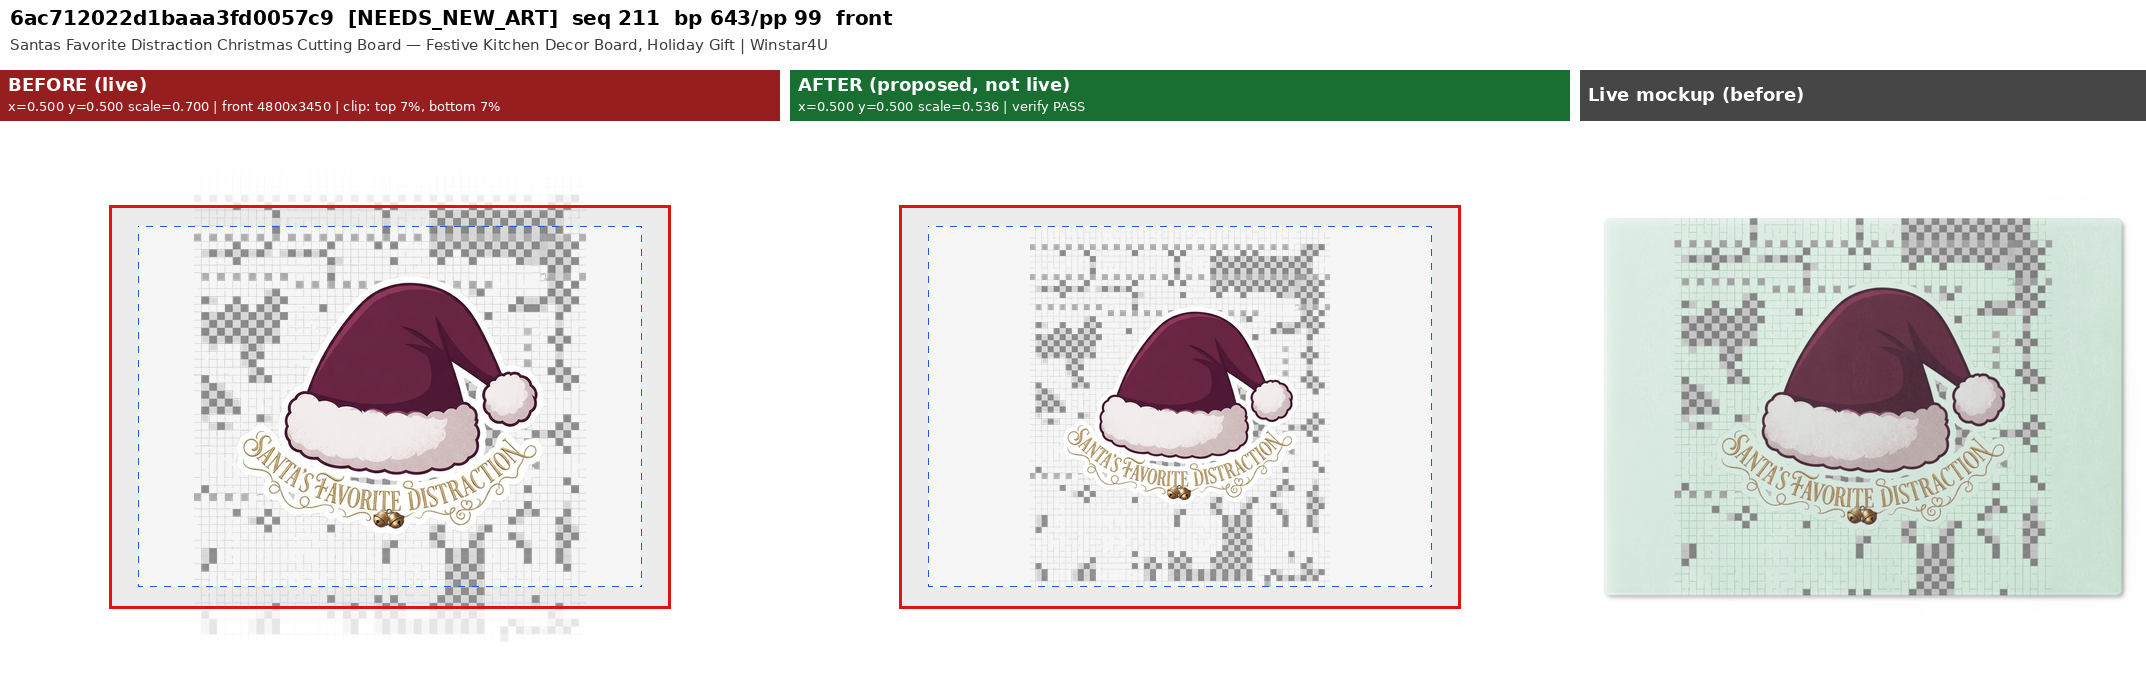 6ac712022d1baaa3fd0057c9 [NEEDS_NEW_ART] seq 211 bp 643/pp 99 front
Santas Favorite Distraction Christmas Cutting Board — Festive Kitchen Decor Board, Holiday Gift | Winstar4U
BEFORE (live)
x=0.500 y=0.500 scale=0.700 | front 4800x3450 | clip: top 7%, bottom 7%
AFTER (proposed, not live)
x=0.500 y=0.500 scale=0.536 | verify PASS
Live mockup (before)
SANTA'S FAVORITE DISTRACTION
SANTA'S FAVORITE DISTRACTION
SANTA'S FAVORITE DISTRACTION